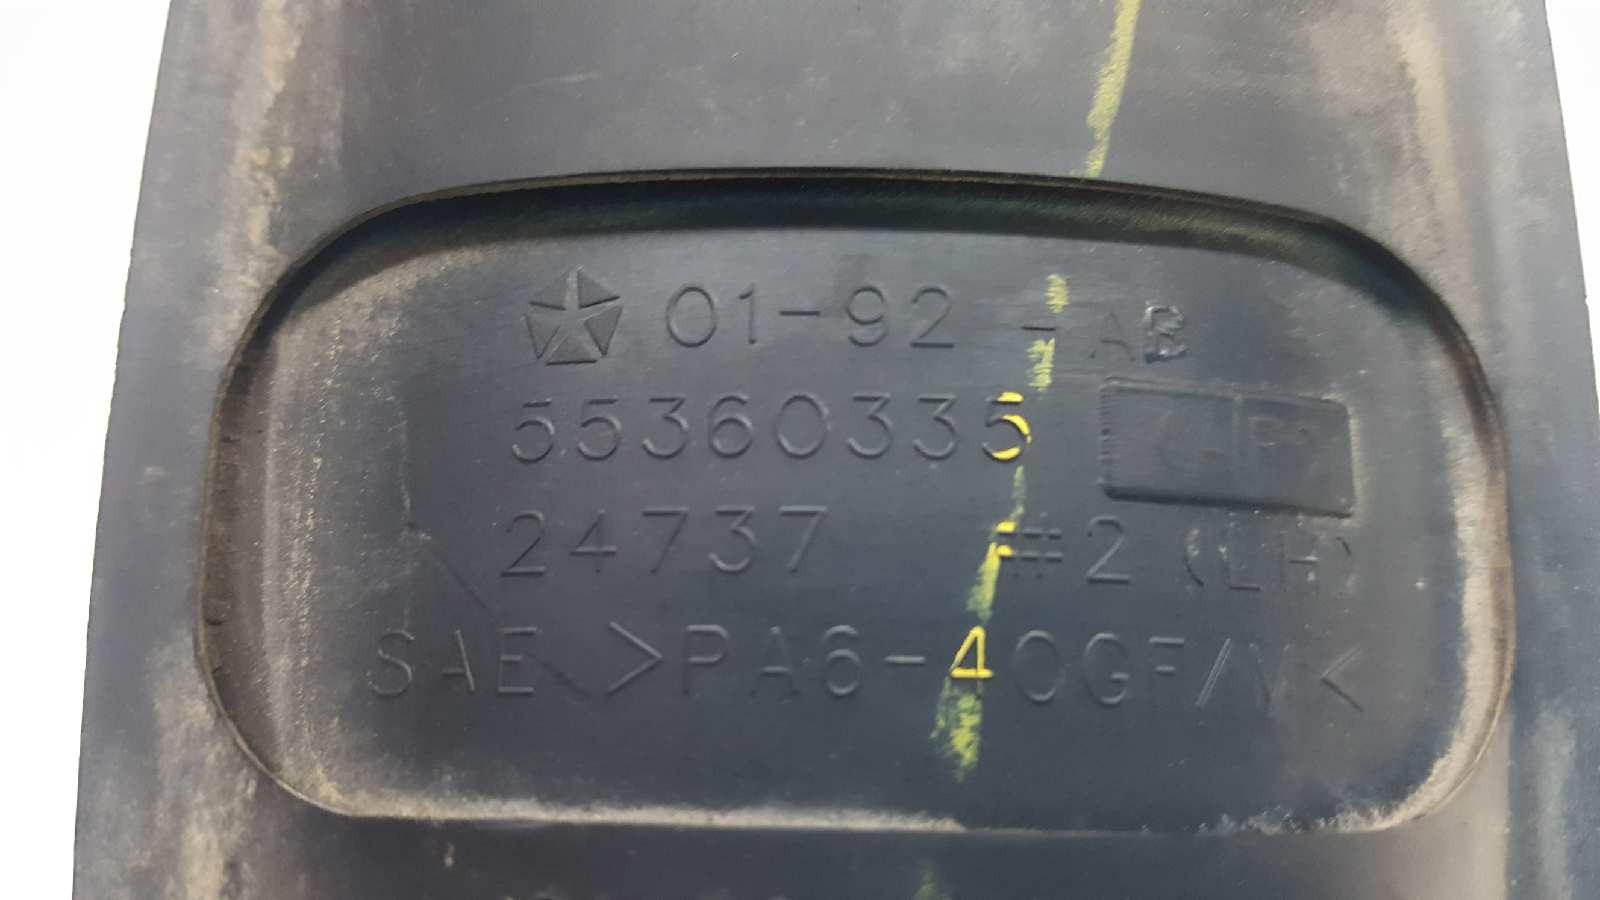 01-92 -AB
55360335
24737 #2 (LH)
SAE >PA6-40GF/M<